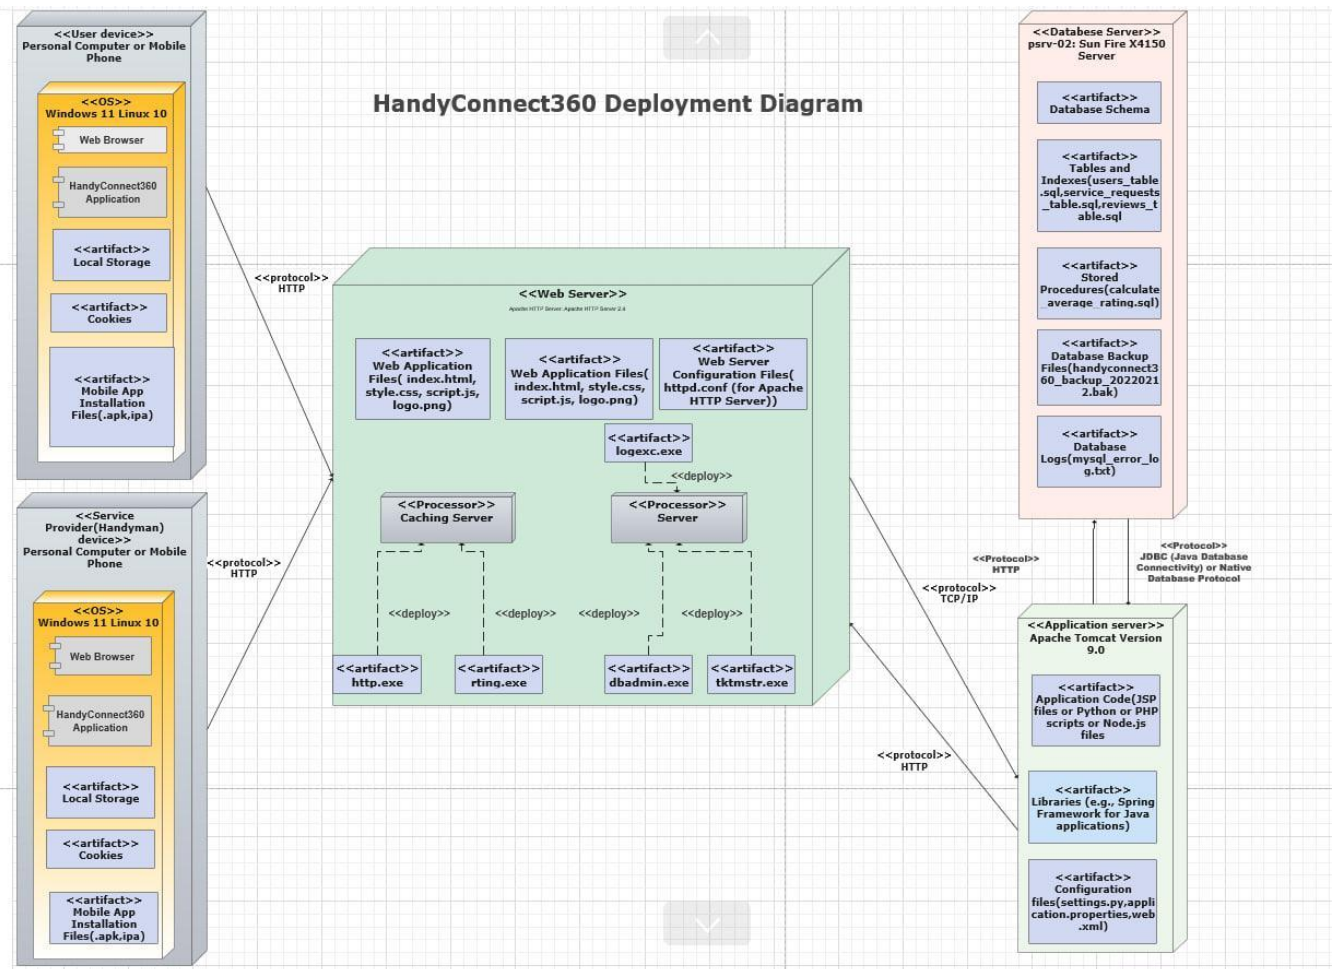 HandyConnect360 Deployment Diagram
<<User device>>
Personal Computer or Mobile
Phone
<<OS>>
Windows 11 Linux 10
Web Browser
HandyConnect360
Application
<<artifact>>
Local Storage
<<artifact>>
Cookies
<<artifact>>
Mobile App
Installation
Files(.apk,ipa)
<<Service
Provider(Handyman)
device>>
Personal Computer or Mobile
Phone
<<OS>>
Windows 11 Linux 10
Web Browser
HandyConnect360
Application
<<artifact>>
Local Storage
<<artifact>>
Cookies
<<artifact>>
Mobile App
Installation
Files(.apk,ipa)
<<protocol>>
HTTP
<<protocol>>
HTTP
<<Web Server>>
Apache HTTP Server: Apache HTTP Server 2.4
<<artifact>>
Web Application
Files( index.html,
style.css, script.js,
logo.png)
<<artifact>>
Web Application Files(
index.html, style.css,
script.js, logo.png)
<<artifact>>
Web Server
Configuration Files(
httpd.conf (for Apache
HTTP Server))
<<artifact>>
logexc.exe
<<deploy>>
<<Processor>>
Caching Server
<<Processor>>
Server
<<deploy>>
<<deploy>>
<<deploy>>
<<deploy>>
<<artifact>>
http.exe
<<artifact>>
rting.exe
<<artifact>>
dbadmin.exe
<<artifact>>
tktmstr.exe
<<protocol>>
TCP/IP
<<protocol>>
HTTP
<<Databese Server>>
psrv-02: Sun Fire X4150
Server
<<artifact>>
Database Schema
<<artifact>>
Tables and
Indexes(users_table
.sql,service_requests
_table.sql,reviews_t
able.sql
<<artifact>>
Stored
Procedures(calculate
_average_rating.sql)
<<artifact>>
Database Backup
Files(handyconnect3
60_backup_2022021
2.bak)
<<artifact>>
Database
Logs(mysql_error_lo
g.txt)
<<Protocol>>
HTTP
<<Protocol>>
JDBC (Java Database
Connectivity) or Native
Database Protocol
<<Application server>>
Apache Tomcat Version
9.0
<<artifact>>
Application Code(JSP
files or Python or PHP
scripts or Node.js
files
<<artifact>>
Libraries (e.g., Spring
Framework for Java
applications)
<<artifact>>
Configuration
files(settings.py,appli
cation.properties,web
.xml)